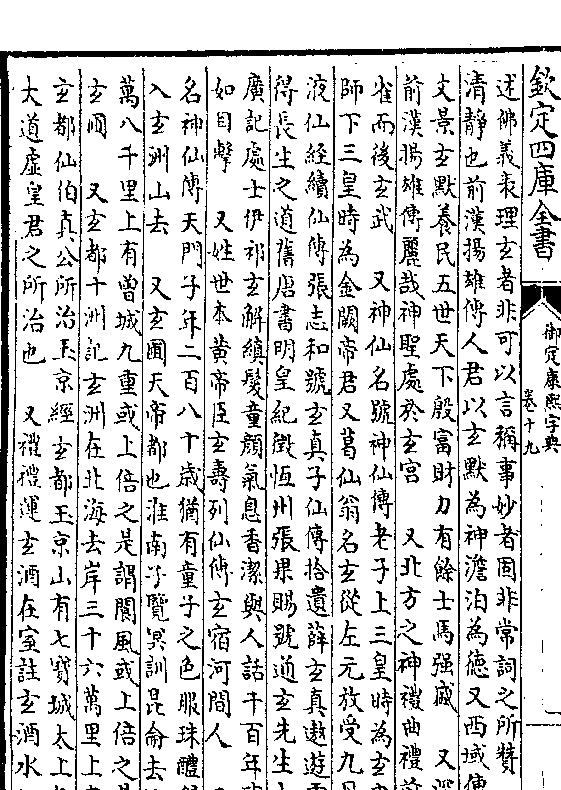 欽定四庫全書
御定康熙字典
卷十九
述佛義表理玄者非可以言稱事妙者固非常詞之所贊
清靜也前漢揚雄傳人君以玄默為神澹泊為德又西域傳
文景玄默養民五世天下殷富財力有餘士馬强盛 又
前漢揚雄傳麗哉神聖處於玄宮 又北方之神禮曲禮前
雀而後玄武 又神仙名號神仙傳老子上三皇時為玄
師下三皇時為金闕帝君又葛仙翁名玄從左元放受九丹
液仙經續仙傳張志和號玄真子仙傳拾遺薛玄真遨遊
得長生之道舊唐書明皇紀徵恆州張果賜號通玄先生
廣記處士伊祁玄解縝髮童顏氣息香潔與人話千百年
如目擊 又姓世本黃帝臣玄壽列仙傳玄宿河間人
名神仙傳天門子年二百八十歲猶有童子之色服珠醴
入玄洲山去 又玄圃天帝都也淮南子覽冥訓昆侖去
萬八千里上有曾城九重或上倍之是謂閬風或上倍之是
玄圃 又玄都十洲記玄洲在北海去岸三十六萬里上
玄都仙伯真公所治玉京經玄都玉京山有七寶城太上
大道虛皇君之所治也 又禮禮運玄酒在室註玄酒水